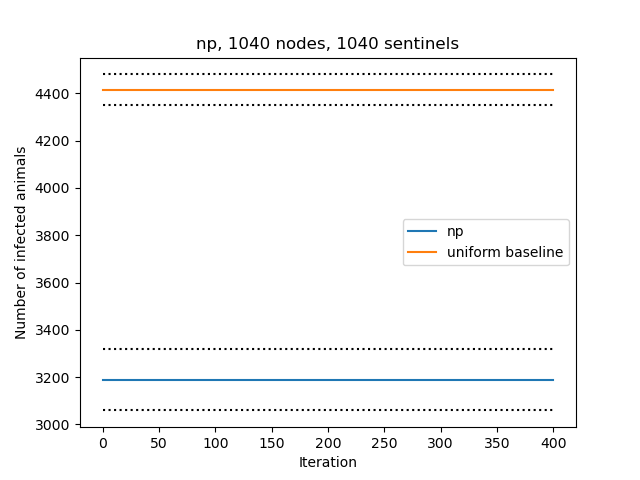 np, 1040 nodes, 1040 sentinels
Number of infected animals
4400
4200
4000
3800
3600
3400
3200
3000
np
uniform baseline
0 50 100 150 200 250 300 350 400
Iteration